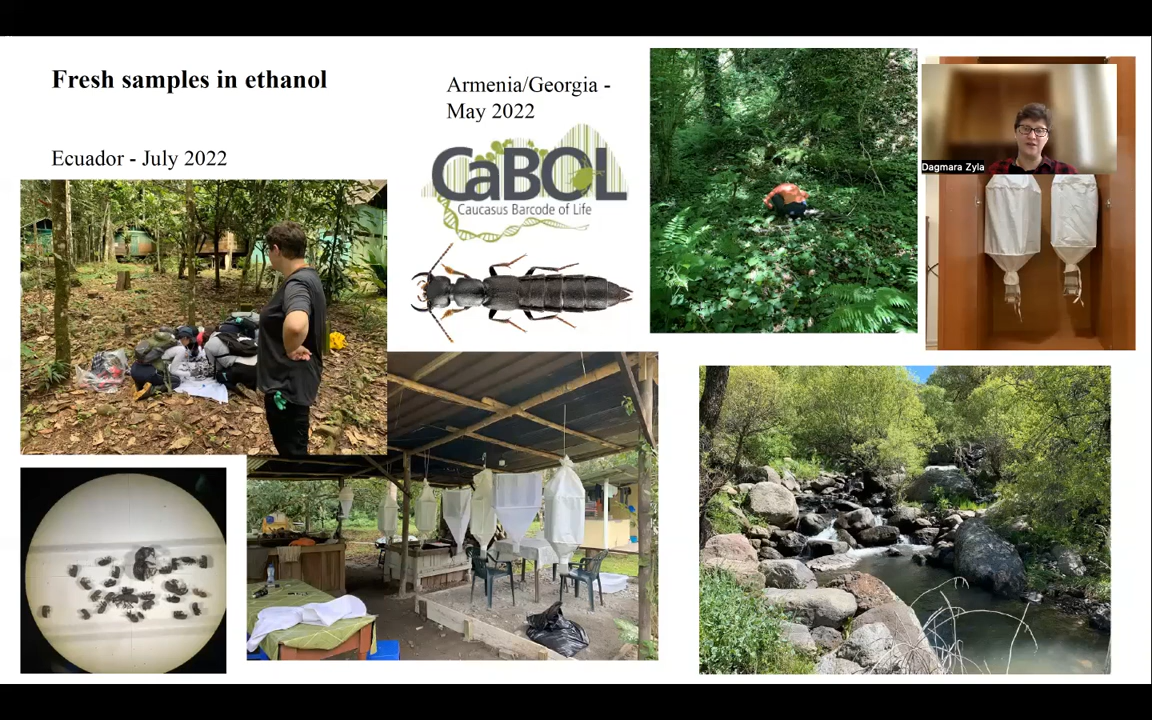 Fresh samples in ethanol
Ecuador - July 2022
Armenia/Georgia -
May 2022
CaBOL
Caucasus Barcode of Life
Dagmara Zyla